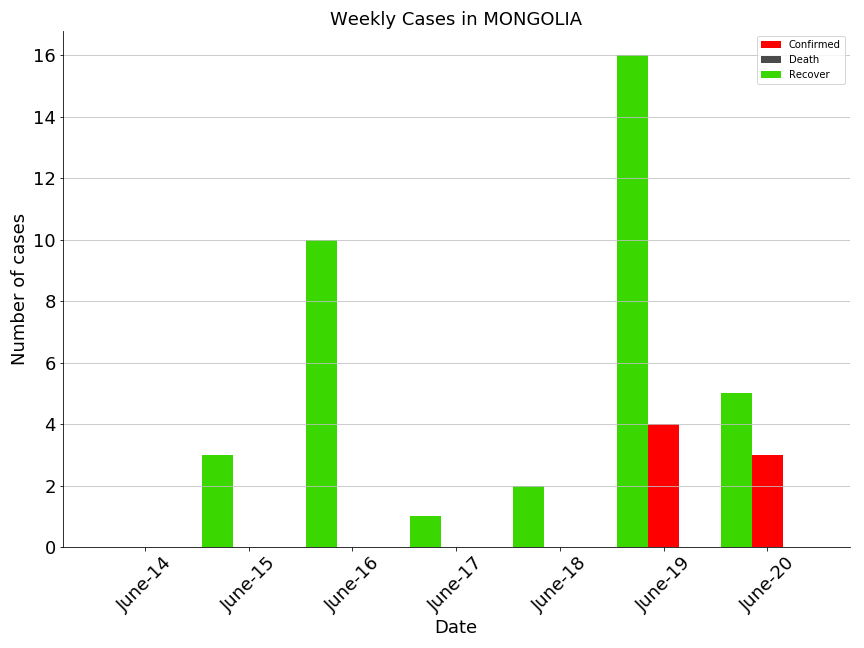 Weekly Cases in MONGOLIA
Confirmed
Death
Recover
Number of cases
16
14
12
10
8
6
4
2
0
June-14
June-15
June-16
June-17
June-18
June-19
June-20
Date